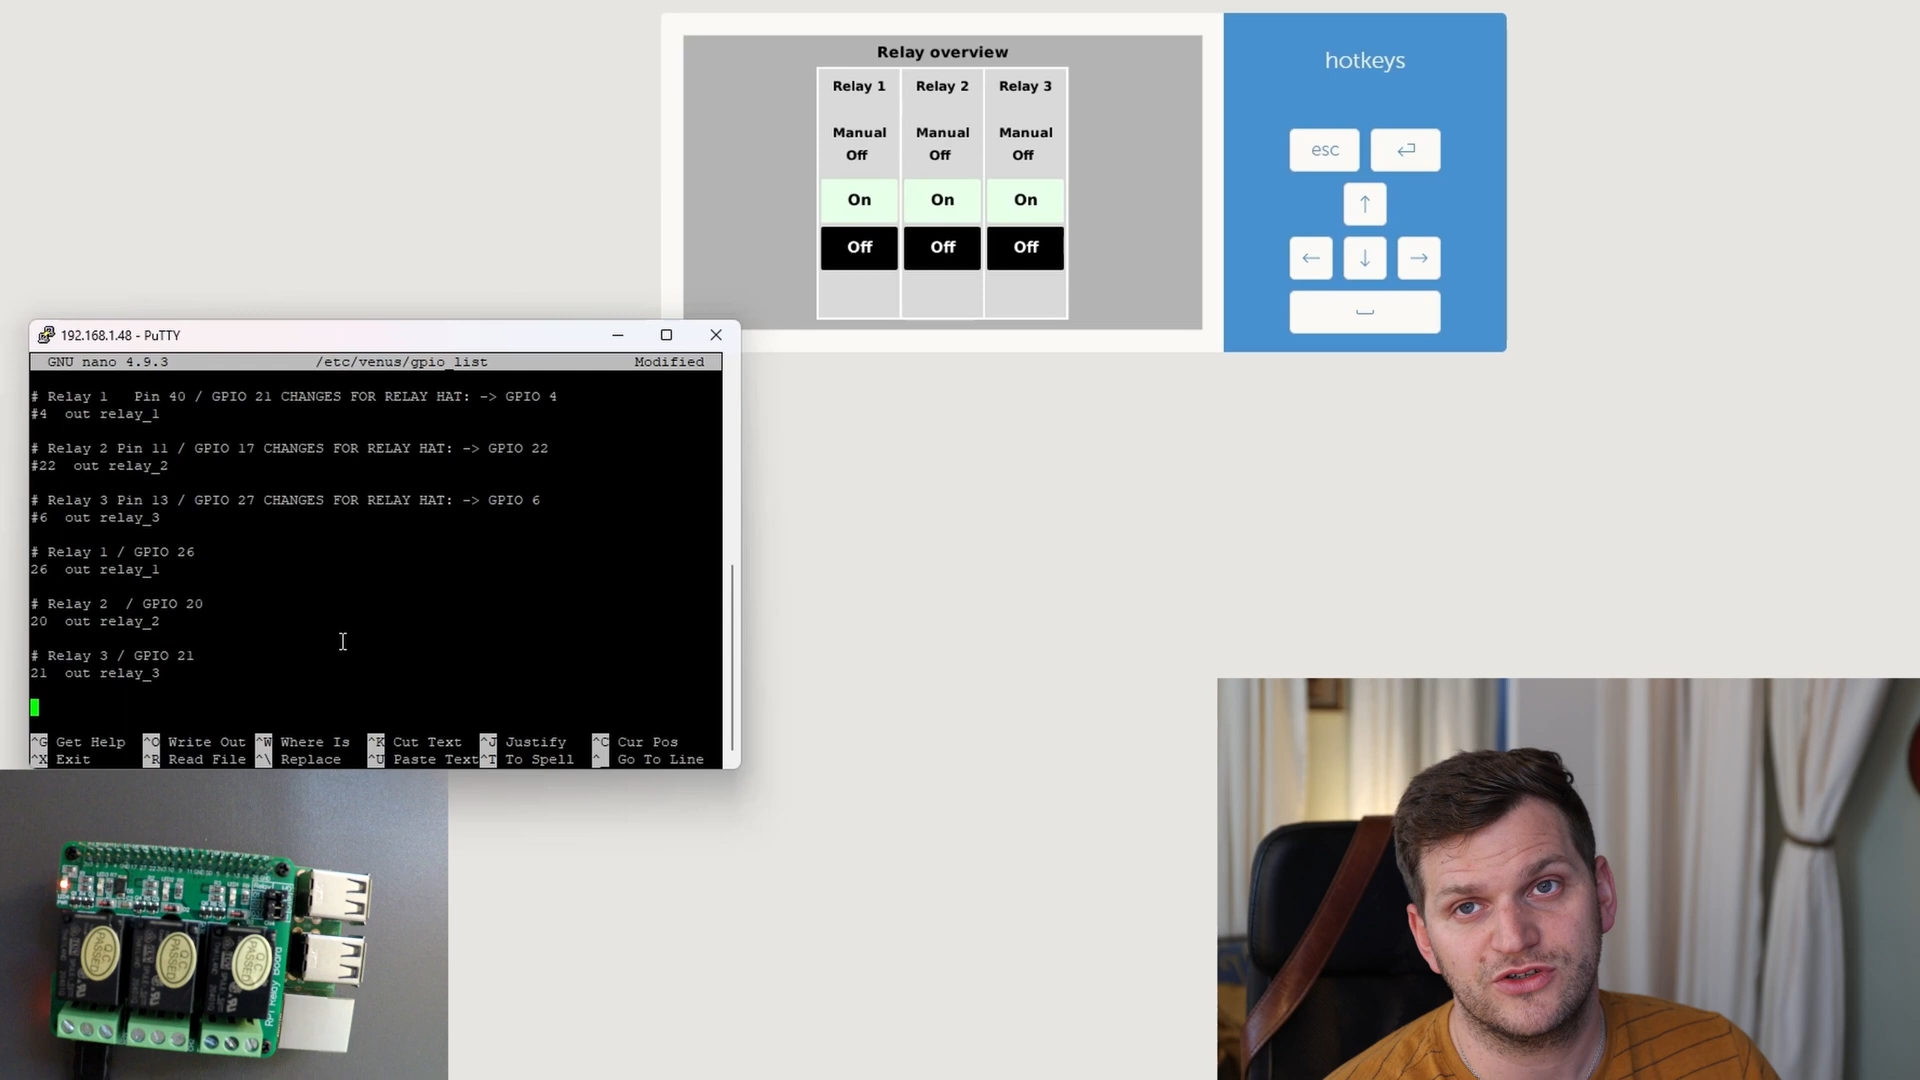 Relay overview
Relay 1 Relay 2 Relay 3
Manual Manual Manual
Off Off Off
On On On
Off Off Off
hotkeys
esc ↵
↑
← ↓ →
192.168.1.48 - PuTTY
GNU nano 4.9.3 /etc/venus/gpio_list Modified
# Relay 1 Pin 40 / GPIO 21 CHANGES FOR RELAY HAT: -> GPIO 4
#4 out relay_1
# Relay 2 Pin 11 / GPIO 17 CHANGES FOR RELAY HAT: -> GPIO 22
#22 out relay_2
# Relay 3 Pin 13 / GPIO 27 CHANGES FOR RELAY HAT: -> GPIO 6
#6 out relay_3
# Relay 1 / GPIO 26
26 out relay_1
# Relay 2 / GPIO 20
20 out relay_2
# Relay 3 / GPIO 21
21 out relay_3
^G Get Help ^O Write Out ^W Where Is ^K Cut Text ^J Justify ^C Cur Pos
^X Exit ^R Read File ^\ Replace ^U Paste Text ^T To Spell ^_ Go To Line
Q.C PASSED
Q.C PASSED
Q.C PASSED
RPi Relay Board